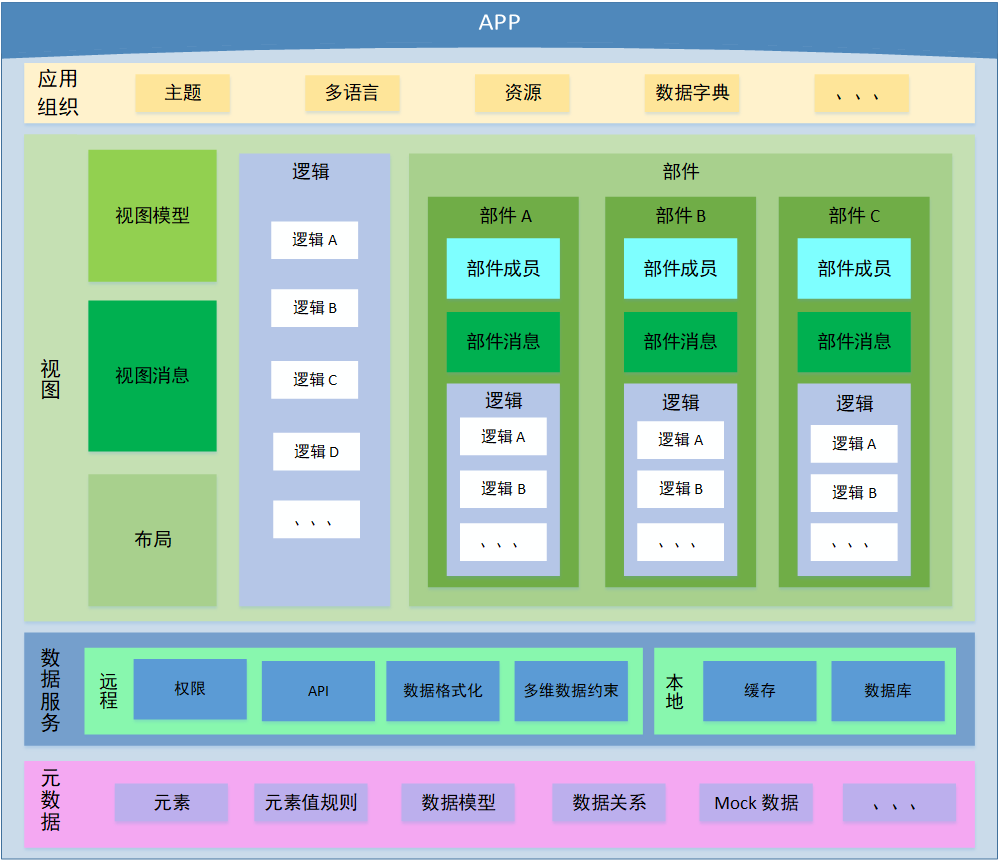 APP
应用
组织
主题
多语言
资源
数据字典
、、、
视图
视图模型
视图消息
布局
逻辑
逻辑 A
逻辑 B
逻辑 C
逻辑 D
、、、
部件
部件 A
部件成员
部件消息
逻辑
逻辑 A
逻辑 B
、、、
部件 B
部件成员
部件消息
逻辑
逻辑 A
逻辑 B
、、、
部件 C
部件成员
部件消息
逻辑
逻辑 A
逻辑 B
、、、
数据服务
远程
权限
API
数据格式化
多维数据约束
本地
缓存
数据库
元数据
元素
元素值规则
数据模型
数据关系
Mock 数据
、、、